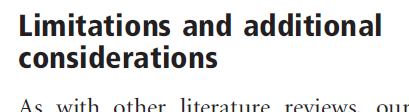 Limitations and additional
considerations
As with other literature reviews, our